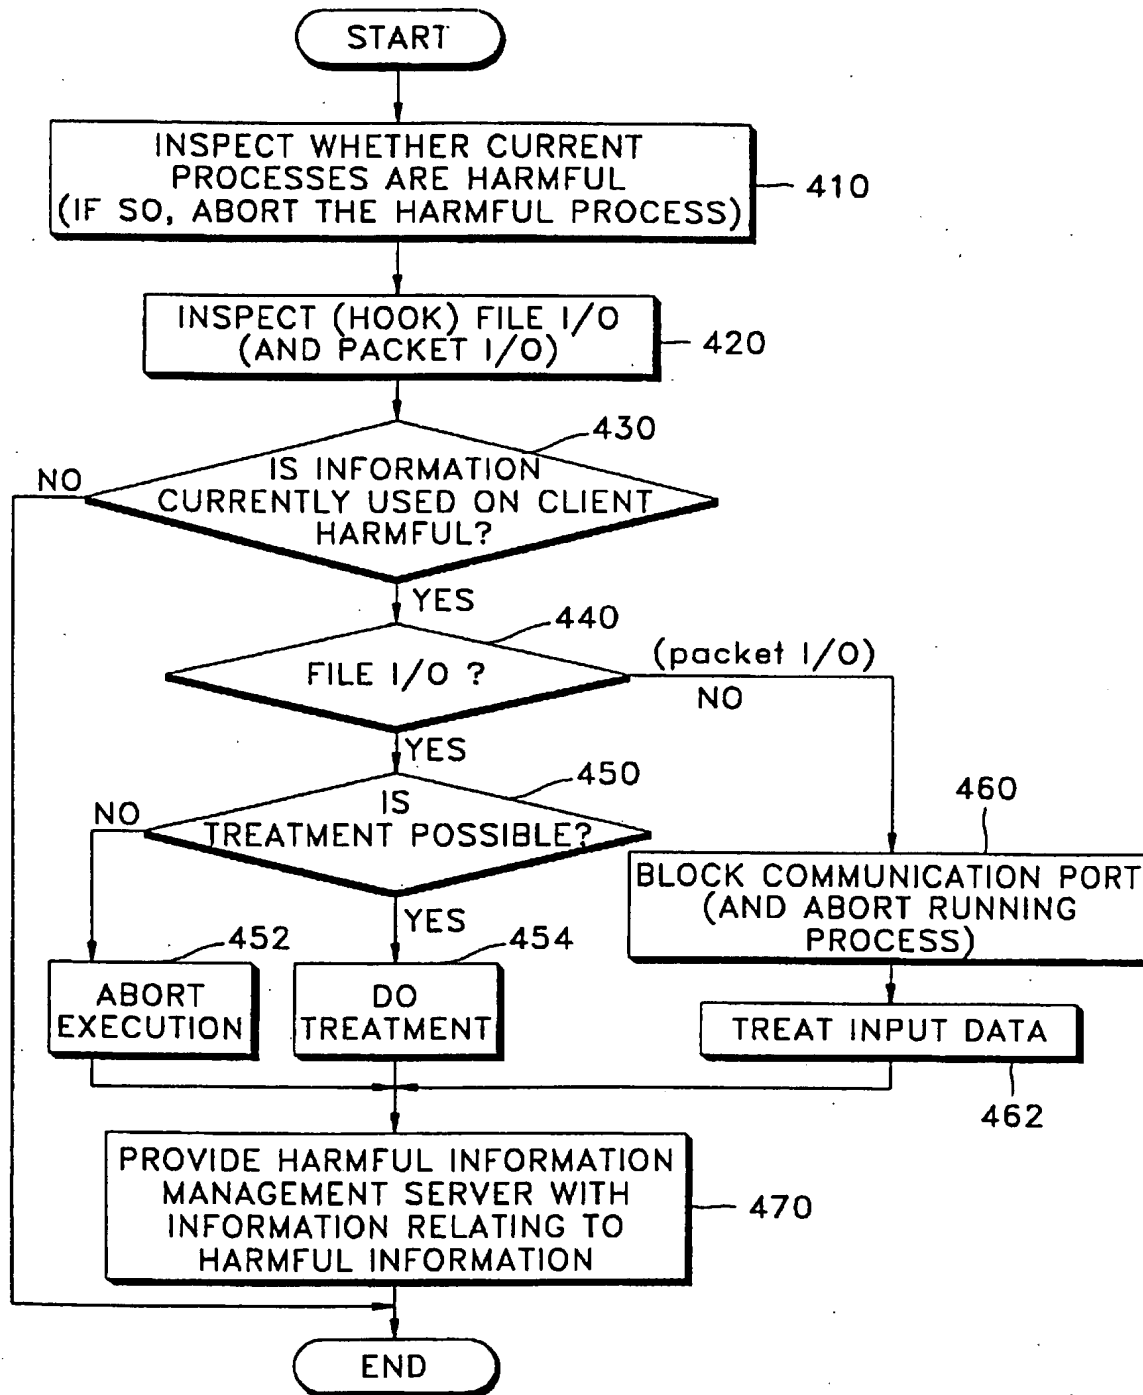 START
INSPECT WHETHER CURRENT
PROCESSES ARE HARMFUL
(IF SO, ABORT THE HARMFUL PROCESS)
410
INSPECT (HOOK) FILE I/O
(AND PACKET I/O)
420
430
NO
IS INFORMATION
CURRENTLY USED ON CLIENT
HARMFUL?
YES
440
FILE I/O ?
(packet I/O)
NO
YES
450
NO
IS
TREATMENT POSSIBLE?
YES
460
BLOCK COMMUNICATION PORT
(AND ABORT RUNNING
PROCESS)
452
ABORT
EXECUTION
454
DO
TREATMENT
TREAT INPUT DATA
462
PROVIDE HARMFUL INFORMATION
MANAGEMENT SERVER WITH
INFORMATION RELATING TO
HARMFUL INFORMATION
470
END